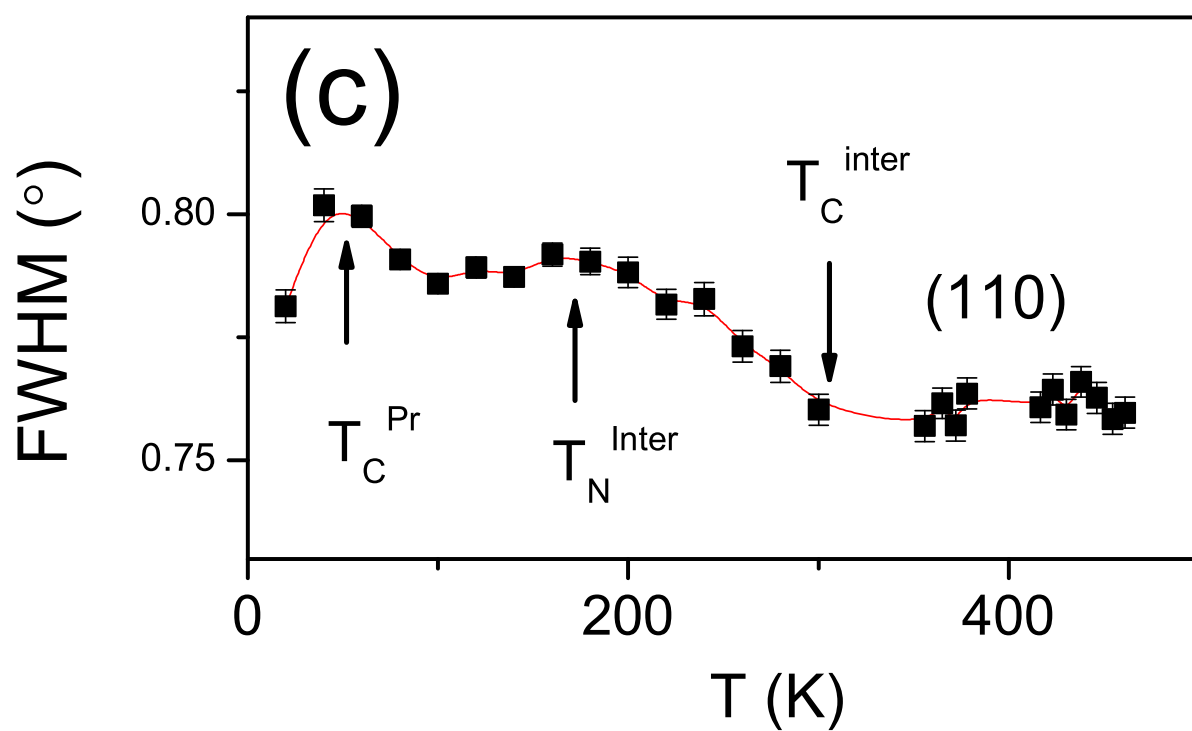 (c)
FWHM (°)
0.80
0.75
T_C^inter
(110)
T_C^Pr
T_N^Inter
0 200 400
T (K)